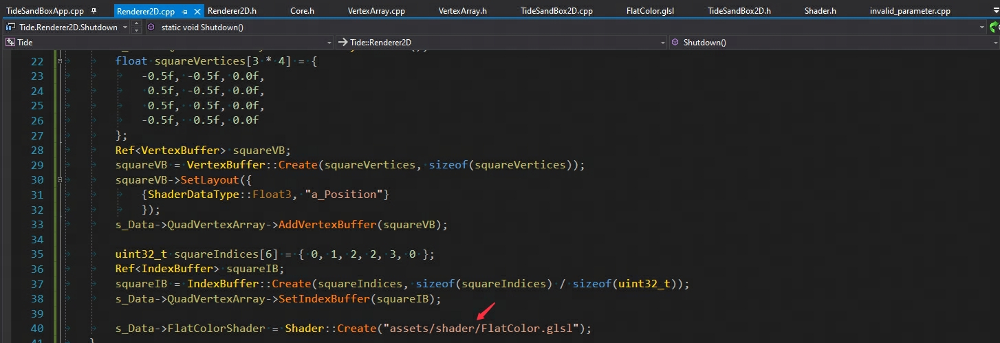 TideSandBoxApp.cpp Renderer2D.cpp Renderer2D.h Core.h VertexArray.cpp VertexArray.h TideSandBox2D.cpp FlatColor.glsl TideSandBox2D.h Shader.h invalid_parameter.cpp
Tide.Renderer2D.Shutdown static void Shutdown()
Tide Tide::Renderer2D Shutdown()
22 float squareVertices[3 * 4] = {
23 -0.5f, -0.5f, 0.0f,
24 0.5f, -0.5f, 0.0f,
25 0.5f, 0.5f, 0.0f,
26 -0.5f, 0.5f, 0.0f
27 };
28 Ref<VertexBuffer> squareVB;
29 squareVB = VertexBuffer::Create(squareVertices, sizeof(squareVertices));
30 squareVB->SetLayout({
31 {ShaderDataType::Float3, "a_Position"}
32 });
33 s_Data->QuadVertexArray->AddVertexBuffer(squareVB);
34
35 uint32_t squareIndices[6] = { 0, 1, 2, 2, 3, 0 };
36 Ref<IndexBuffer> squareIB;
37 squareIB = IndexBuffer::Create(squareIndices, sizeof(squareIndices) / sizeof(uint32_t));
38 s_Data->QuadVertexArray->SetIndexBuffer(squareIB);
39
40 s_Data->FlatColorShader = Shader::Create("assets/shader/FlatColor.glsl");
41 }